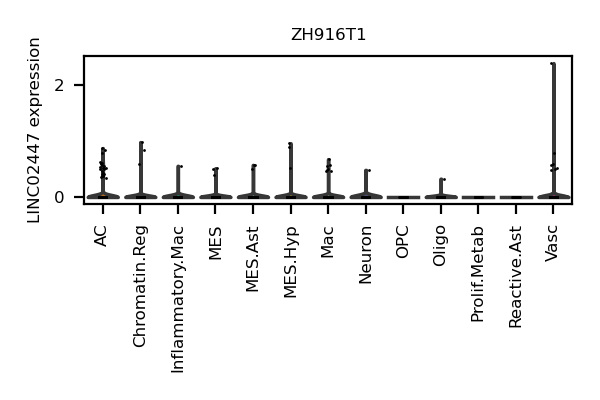 ZH916T1
LINC02447 expression
2
0
AC
Chromatin.Reg
Inflammatory.Mac
MES
MES.Ast
MES.Hyp
Mac
Neuron
OPC
Oligo
Prolif.Metab
Reactive.Ast
Vasc